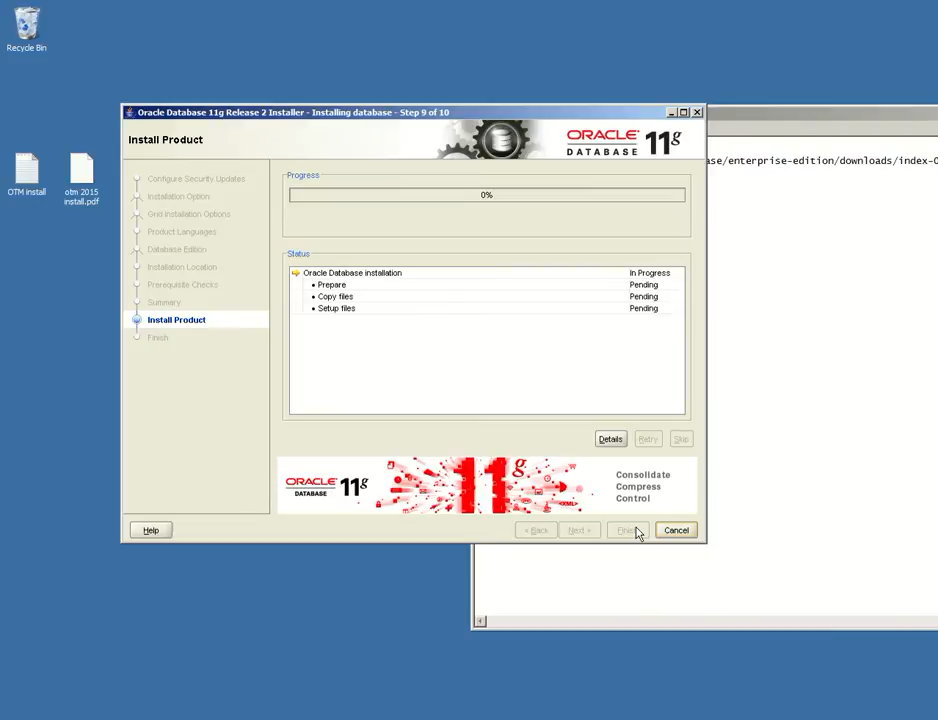 Recycle Bin
OTM install
otm 2015
install.pdf
Oracle Database 11g Release 2 Installer - Installing database - Step 9 of 10
Install Product
ORACLE
DATABASE
11g
ase/enterprise-edition/downloads/index-
Configure Security Updates
Installation Option
Grid Installation Options
Product Languages
Database Edition
Installation Location
Prerequisite Checks
Summary
Install Product
Finish
Progress
0%
Status
Oracle Database installation In Progress
• Prepare Pending
• Copy files Pending
• Setup files Pending
Details Retry Skip
ORACLE
DATABASE
11g
11g
<XML>
Consolidate
Compress
Control
Help
< Back Next > Finish Cancel